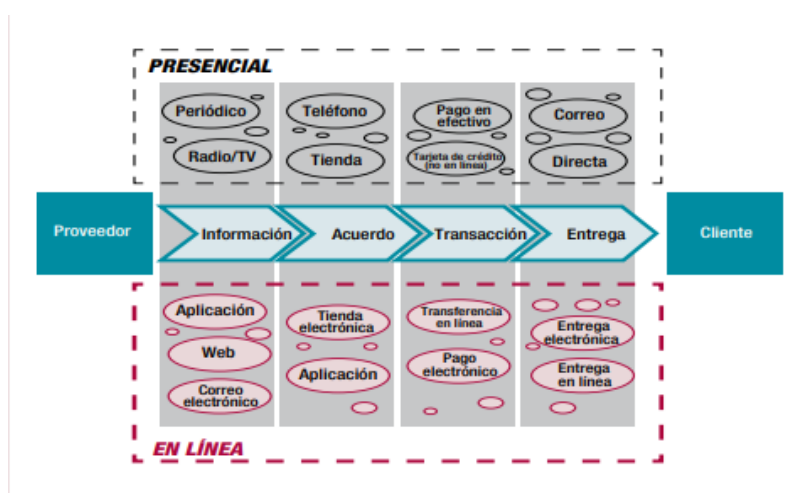 PRESENCIAL
Periódico
Teléfono
Pago en
efectivo
Correo
Radio/TV
Tienda
Tarjeta de crédito
(no en línea)
Directa
Proveedor
Información
Acuerdo
Transacción
Entrega
Cliente
Aplicación
Tienda
electrónica
Transferencia
en línea
Entrega
electrónica
Web
Aplicación
Pago
electrónico
Entrega
en línea
Correo
electrónico
EN LÍNEA